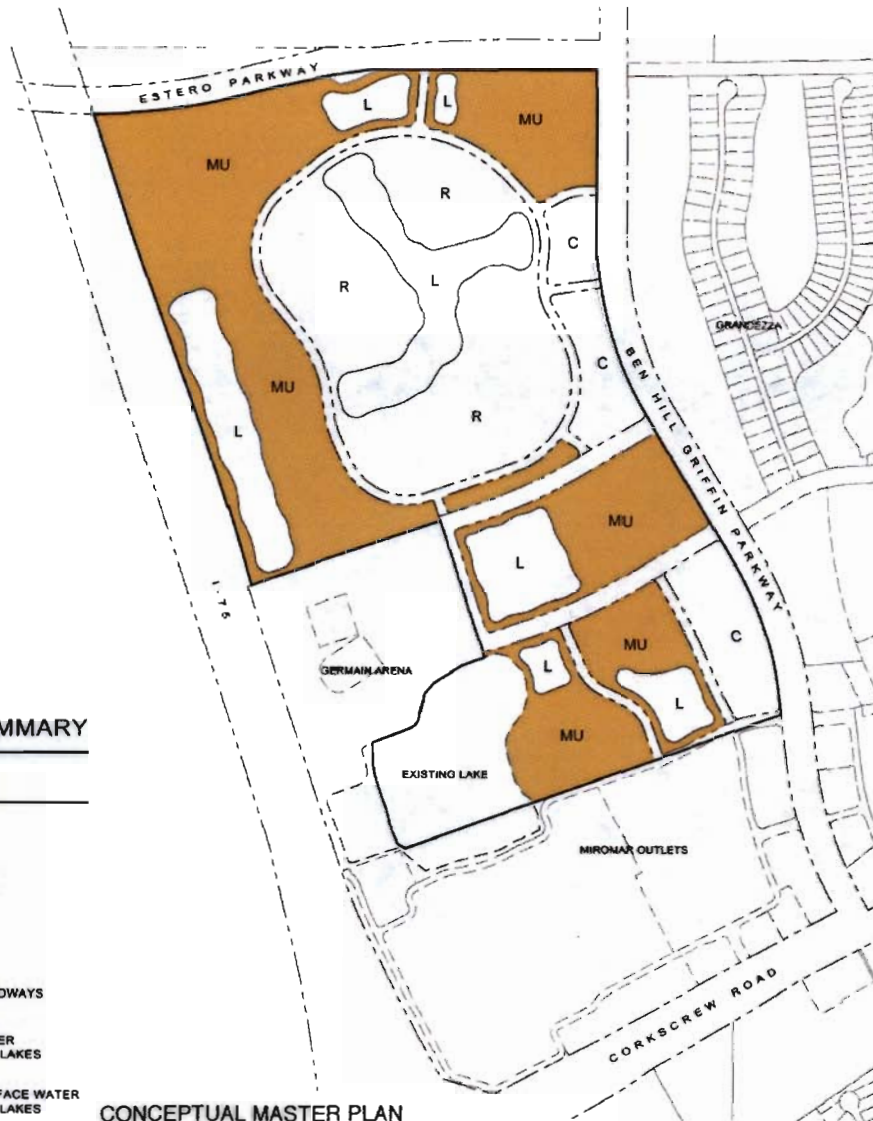 ESTERO PARKWAY
L
L
MU
MU
R
C
L
R
GRANDEZZA
BEN HILL GRIFFIN PARKWAY
C
MU
R
L
MU
L
I-75
MU
C
GERMAIN ARENA
L
L
MU
EXISTING LAKE
MIROMAR OUTLETS
CORKSCREW ROAD
MMARY
DWAYS
ER
LAKES
FACE WATER
LAKES
CONCEPTUAL MASTER PLAN